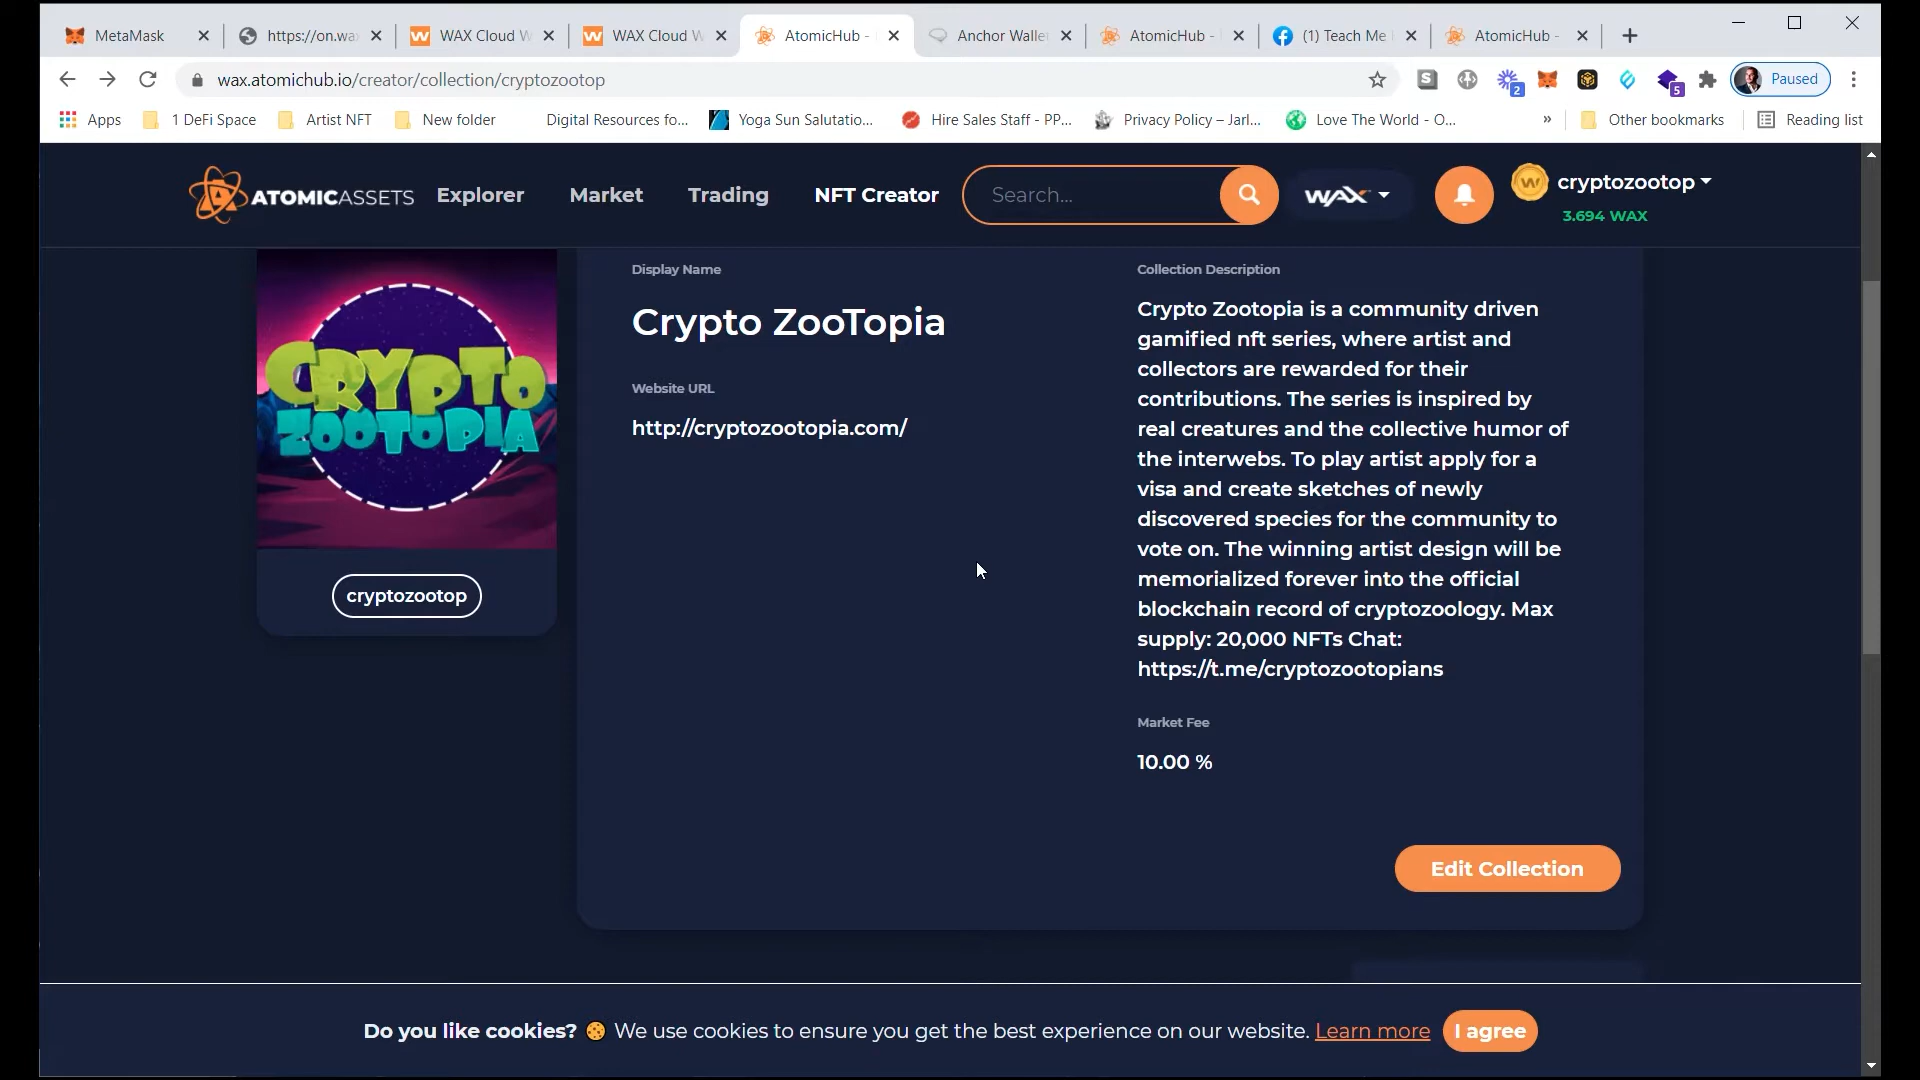 MetaMask
https://on.wa
WAX Cloud W
WAX Cloud W
AtomicHub -
Anchor Walle
AtomicHub -
(1) Teach Me
AtomicHub -
wax.atomichub.io/creator/collection/cryptozootop
2
5
Paused
Apps
1 DeFi Space
Artist NFT
New folder
Digital Resources fo...
Yoga Sun Salutatio...
Hire Sales Staff - PP...
Privacy Policy – Jarl...
Love The World - O...
»
Other bookmarks
Reading list
ATOMICASSETS
Explorer
Market
Trading
NFT Creator
Search...
WAX
cryptozootop
3.694 WAX
CRYPTO
ZOOTOPIA
cryptozootop
Display Name
Crypto ZooTopia
Website URL
http://cryptozootopia.com/
Collection Description
Crypto Zootopia is a community driven
gamified nft series, where artist and
collectors are rewarded for their
contributions. The series is inspired by
real creatures and the collective humor of
the interwebs. To play artist apply for a
visa and create sketches of newly
discovered species for the community to
vote on. The winning artist design will be
memorialized forever into the official
blockchain record of cryptozoology. Max
supply: 20,000 NFTs Chat:
https://t.me/cryptozootopians
Market Fee
10.00 %
Edit Collection
Do you like cookies? 🍪 We use cookies to ensure you get the best experience on our website. Learn more
I agree